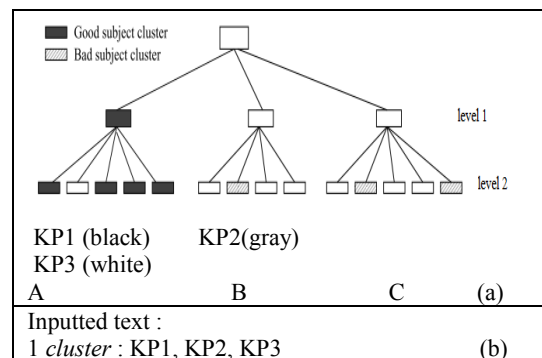 Good subject cluster
Bad subject cluster
level 1
level 2
KP1 (black) KP2(gray)
KP3 (white)
A B C (a)
Inputted text :
1 cluster : KP1, KP2, KP3 (b)